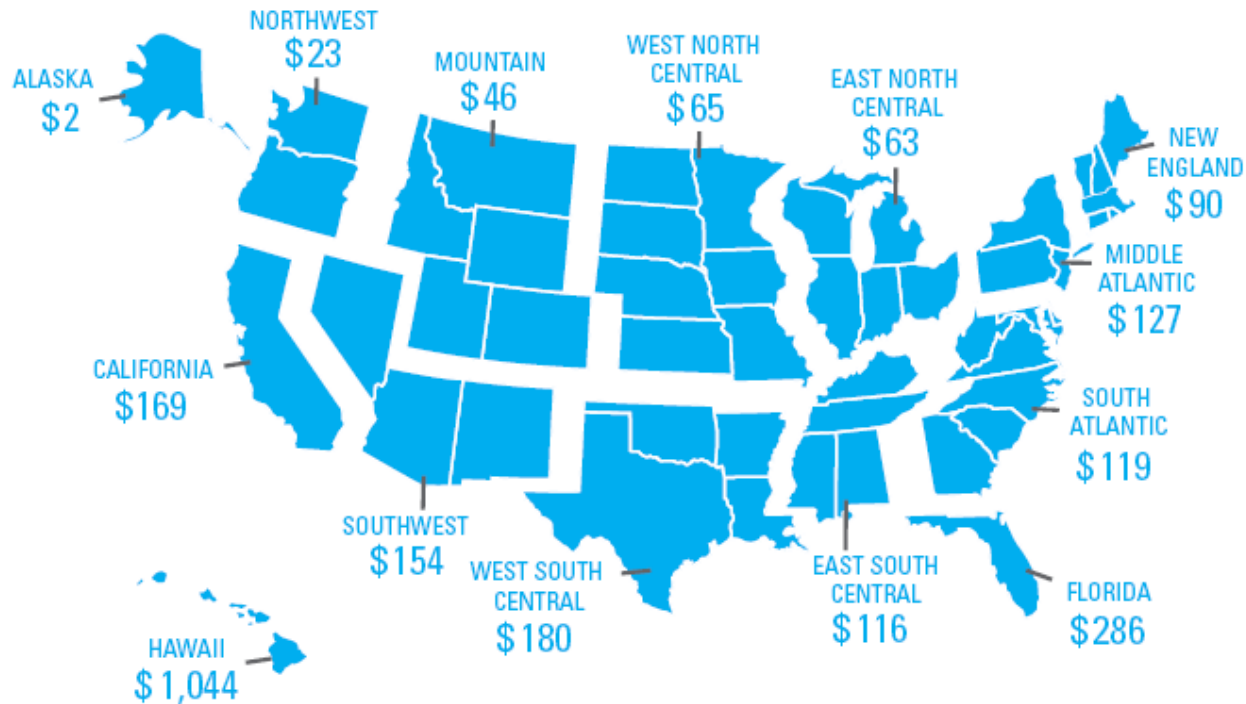 NORTHWEST
$23
ALASKA
$2
MOUNTAIN
$46
WEST NORTH
CENTRAL
$65
EAST NORTH
CENTRAL
$63
NEW
ENGLAND
$90
MIDDLE
ATLANTIC
$127
CALIFORNIA
$169
SOUTH
ATLANTIC
$119
SOUTHWEST
$154
WEST SOUTH
CENTRAL
$180
EAST SOUTH
CENTRAL
$116
FLORIDA
$286
HAWAII
$1,044